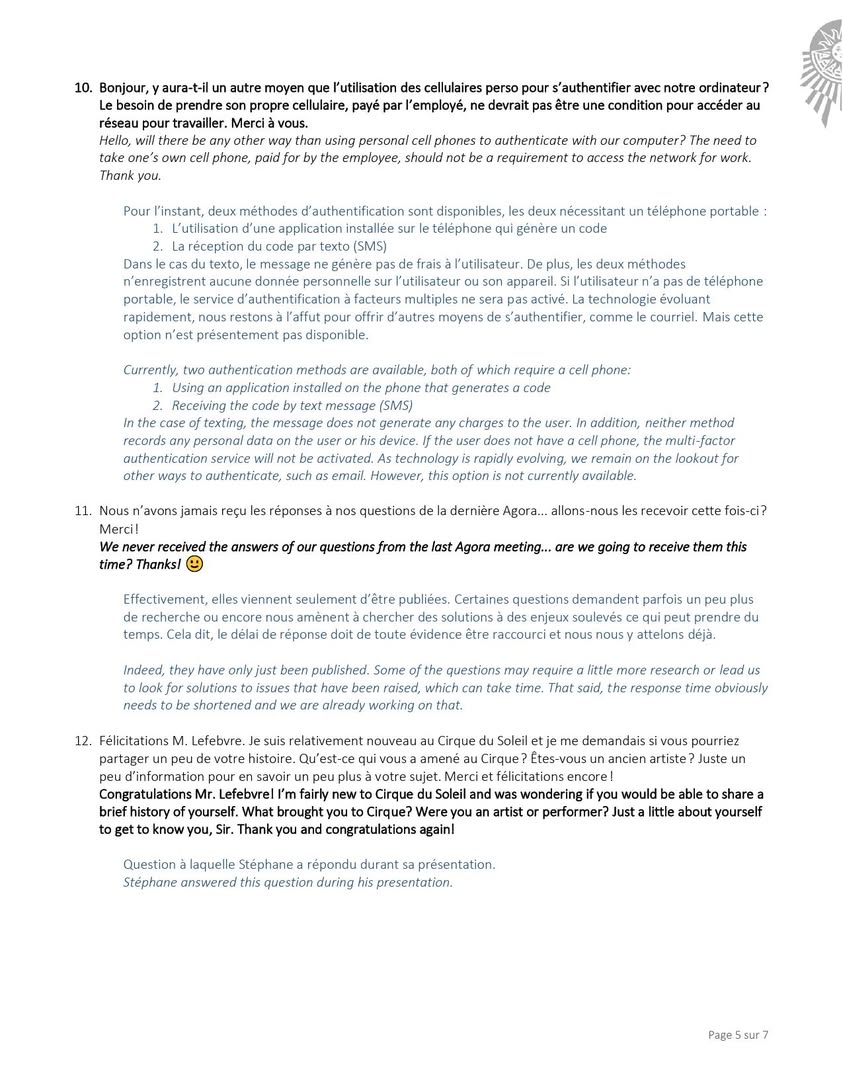 10. Bonjour, y aura-t-il un autre moyen que l’utilisation des cellulaires perso pour s’authentifier avec notre ordinateur ?
Le besoin de prendre son propre cellulaire, payé par l’employé, ne devrait pas être une condition pour accéder au
réseau pour travailler. Merci à vous.
Hello, will there be any other way than using personal cell phones to authenticate with our computer? The need to
take one’s own cell phone, paid for by the employee, should not be a requirement to access the network for work.
Thank you.
Pour l’instant, deux méthodes d’authentification sont disponibles, les deux nécessitant un téléphone portable :
1. L’utilisation d’une application installée sur le téléphone qui génère un code
2. La réception du code par texto (SMS)
Dans le cas du texto, le message ne génère pas de frais à l’utilisateur. De plus, les deux méthodes
n’enregistrent aucune donnée personnelle sur l’utilisateur ou son appareil. Si l’utilisateur n’a pas de téléphone
portable, le service d’authentification à facteurs multiples ne sera pas activé. La technologie évoluant
rapidement, nous restons à l’affut pour offrir d’autres moyens de s’authentifier, comme le courriel. Mais cette
option n’est présentement pas disponible.
Currently, two authentication methods are available, both of which require a cell phone:
1. Using an application installed on the phone that generates a code
2. Receiving the code by text message (SMS)
In the case of texting, the message does not generate any charges to the user. In addition, neither method
records any personal data on the user or his device. If the user does not have a cell phone, the multi-factor
authentication service will not be activated. As technology is rapidly evolving, we remain on the lookout for
other ways to authenticate, such as email. However, this option is not currently available.
11. Nous n’avons jamais reçu les réponses à nos questions de la dernière Agora... allons-nous les recevoir cette fois-ci ?
Merci !
We never received the answers of our questions from the last Agora meeting... are we going to receive them this
time? Thanks! 🙂
Effectivement, elles viennent seulement d’être publiées. Certaines questions demandent parfois un peu plus
de recherche ou encore nous amènent à chercher des solutions à des enjeux soulevés ce qui peut prendre du
temps. Cela dit, le délai de réponse doit de toute évidence être raccourci et nous nous y attelons déjà.
Indeed, they have only just been published. Some of the questions may require a little more research or lead us
to look for solutions to issues that have been raised, which can take time. That said, the response time obviously
needs to be shortened and we are already working on that.
12. Félicitations M. Lefebvre. Je suis relativement nouveau au Cirque du Soleil et je me demandais si vous pourriez
partager un peu de votre histoire. Qu’est-ce qui vous a amené au Cirque ? Êtes-vous un ancien artiste ? Juste un
peu d’information pour en savoir un peu plus à votre sujet. Merci et félicitations encore !
Congratulations Mr. Lefebvre! I’m fairly new to Cirque du Soleil and was wondering if you would be able to share a
brief history of yourself. What brought you to Cirque? Were you an artist or performer? Just a little about yourself
to get to know you, Sir. Thank you and congratulations again!
Question à laquelle Stéphane a répondu durant sa présentation.
Stéphane answered this question during his presentation.
Page 5 sur 7